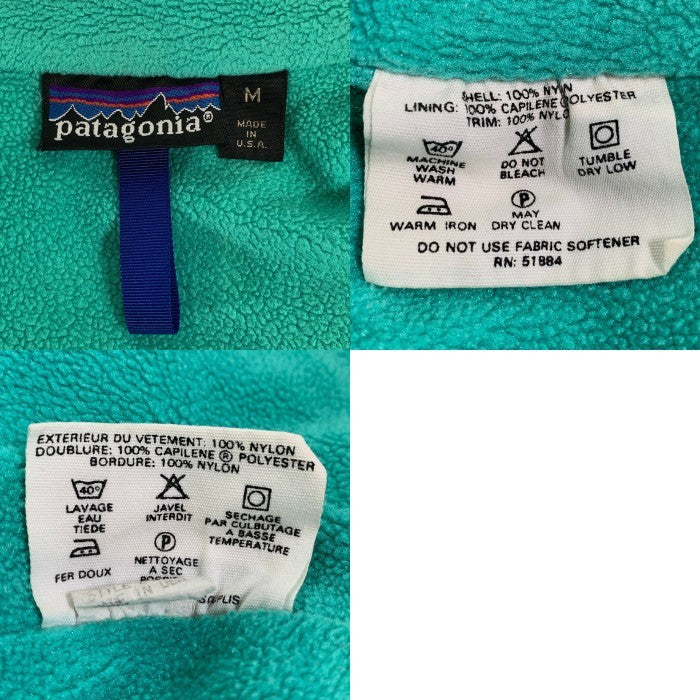 patagonia®
M
MADE
IN
U.S.A.
SHELL: 100% NYLON
LINING: 100% CAPILENE POLYESTER
TRIM: 100% NYLO
40°
MACHINE
WASH
WARM
DO NOT
BLEACH
TUMBLE
DRY LOW
WARM IRON
P
MAY
DRY CLEAN
DO NOT USE FABRIC SOFTENER
RN: 51884
EXTERIEUR DU VETEMENT: 100% NYLON
DOUBLURE: 100% CAPILENE ® POLYESTER
BORDURE: 100% NYLON
40°
LAVAGE
EAU
TIEDE
JAVEL
INTERDIT
SECHAGE
PAR CULBUTAGE
A BASSE
TEMPERATURE
FER DOUX
P
NETTOYAGE
A SEC